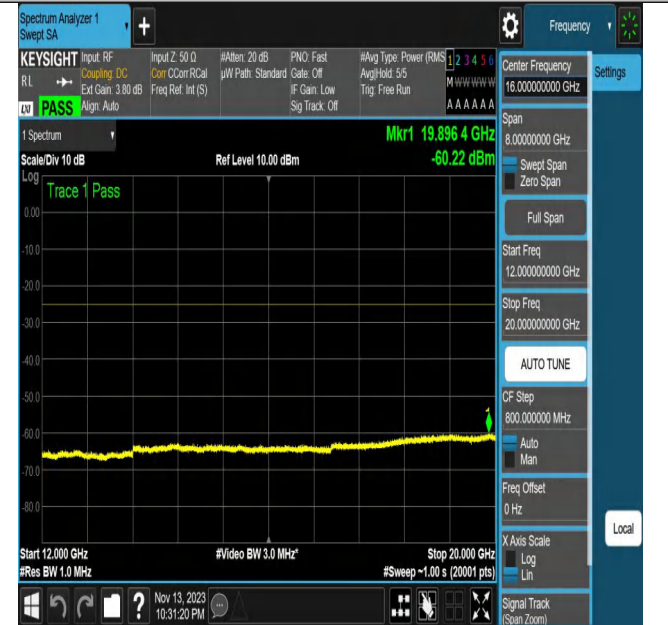 Spectrum Analyzer 1
Swept SA
+
Frequency
KEYSIGHT
RL
LXI
PASS
Input: RF
Coupling: DC
Ext Gain: 3.80 dB
Align: Auto
Input Z: 50 Ω
Corr CCorr RCal
Freq Ref: Int (S)
#Atten: 20 dB
µW Path: Standard
PNO: Fast
Gate: Off
IF Gain: Low
Sig Track: Off
#Avg Type: Power (RMS
Avg|Hold: 5/5
Trig: Free Run
1 2 3 4 5 6
M W W W W W
A A A A A A
1 Spectrum
Scale/Div 10 dB
Ref Level 10.00 dBm
Mkr1 19.896 4 GHz
-60.22 dBm
Log
Trace 1 Pass
0.00
-10.0
-20.0
-30.0
-40.0
-50.0
-60.0
-70.0
-80.0
1
Start 12.000 GHz
#Res BW 1.0 MHz
#Video BW 3.0 MHz*
Stop 20.000 GHz
#Sweep ~1.00 s (20001 pts)
Center Frequency
16.000000000 GHz
Span
8.00000000 GHz
Swept Span
Zero Span
Full Span
Start Freq
12.000000000 GHz
Stop Freq
20.000000000 GHz
AUTO TUNE
CF Step
800.000000 MHz
Auto
Man
Freq Offset
0 Hz
X Axis Scale
Log
Lin
Signal Track
(Span Zoom)
Settings
Local
?
Nov 13, 2023
10:31:20 PM